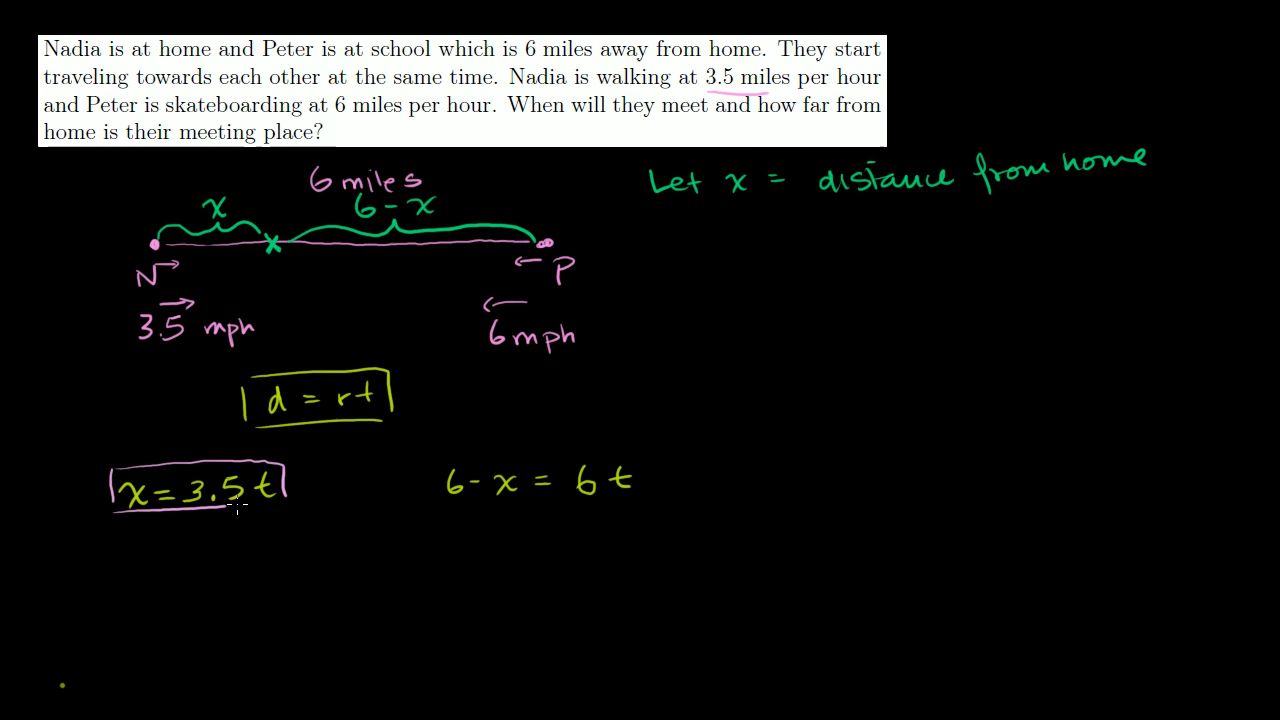 Nadia is at home and Peter is at school which is 6 miles away from home. They start
traveling towards each other at the same time. Nadia is walking at 3.5 miles per hour
and Peter is skateboarding at 6 miles per hour. When will they meet and how far from
home is their meeting place?
Let x = distance from home
6 miles
x 6 - x
x
N P
3.5 mph 6 mph
d = rt
x = 3.5t 6 - x = 6t